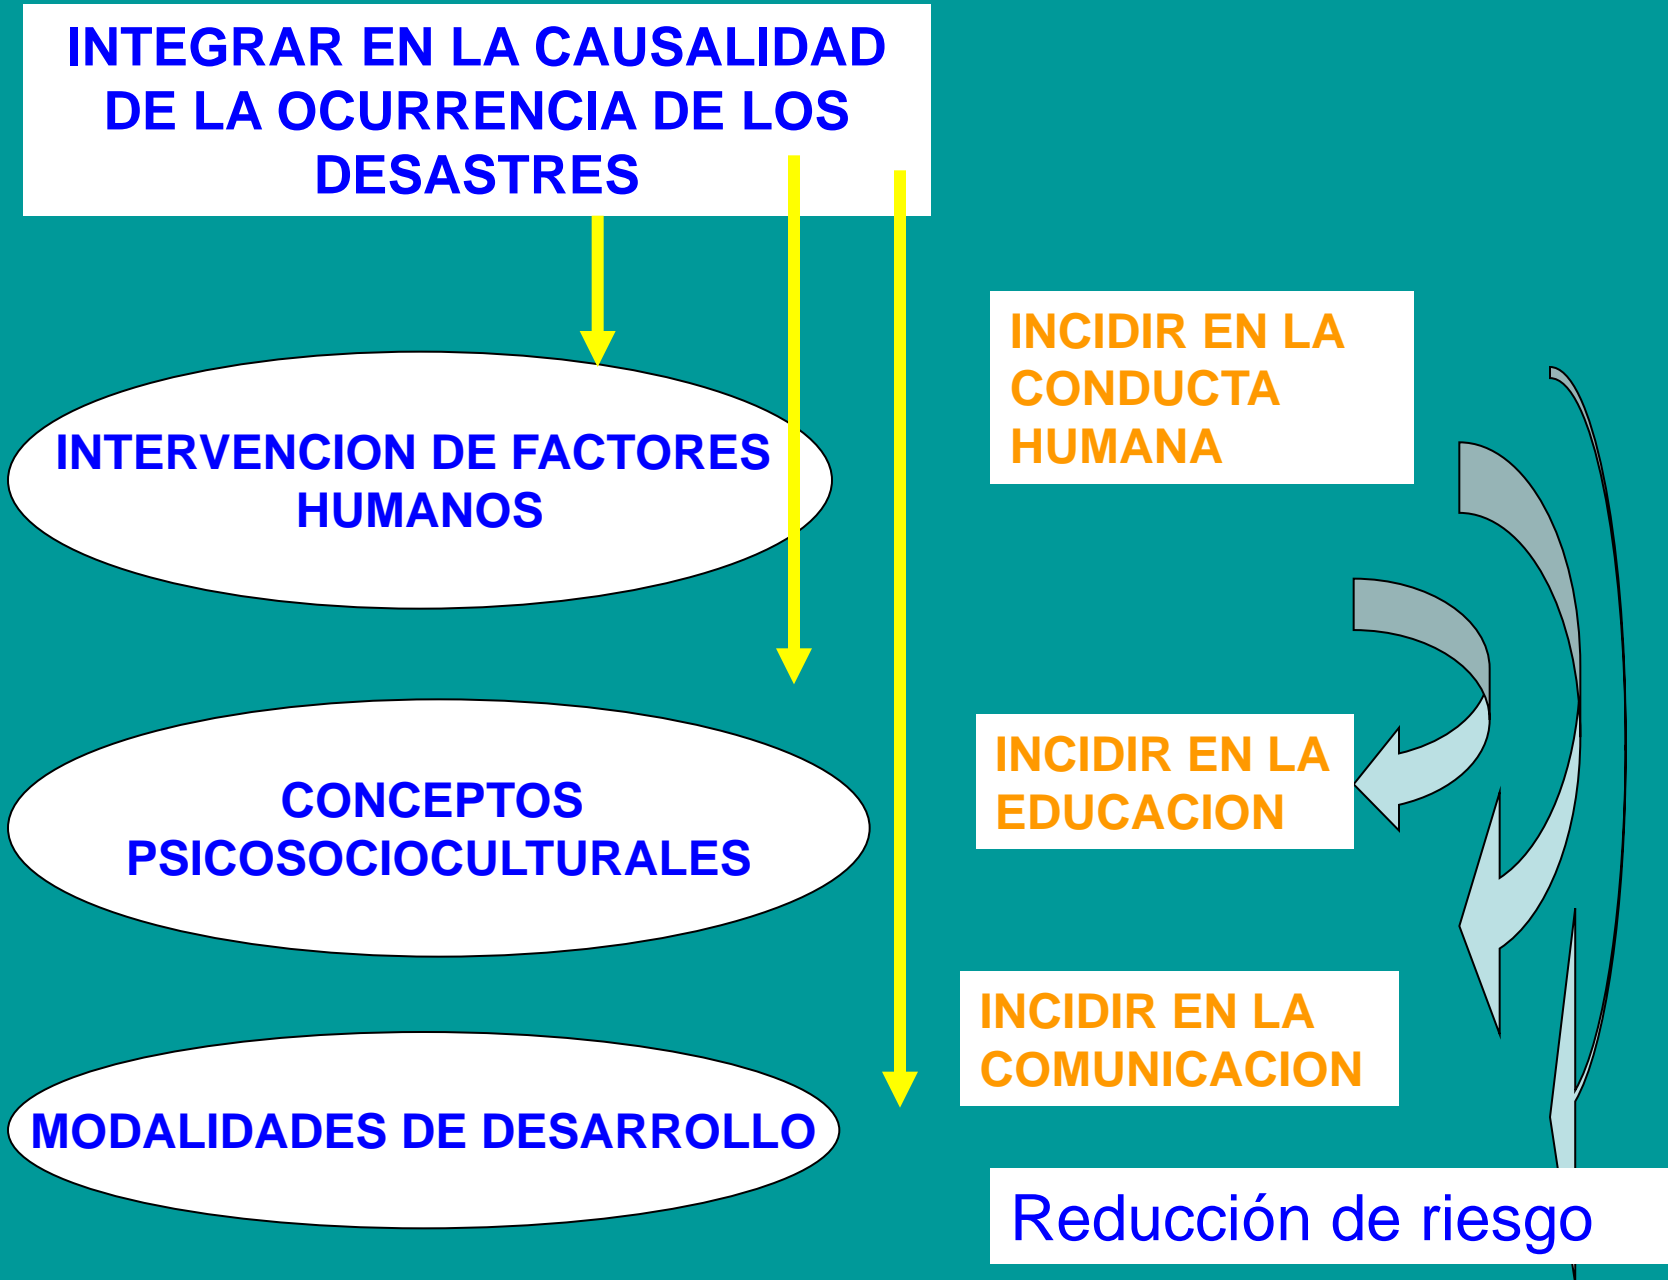 INTEGRAR EN LA CAUSALIDAD
DE LA OCURRENCIA DE LOS
DESASTRES
INTERVENCION DE FACTORES
HUMANOS
CONCEPTOS
PSICOSOCIOCULTURALES
MODALIDADES DE DESARROLLO
INCIDIR EN LA
CONDUCTA
HUMANA
INCIDIR EN LA
EDUCACION
INCIDIR EN LA
COMUNICACION
Reducción de riesgo